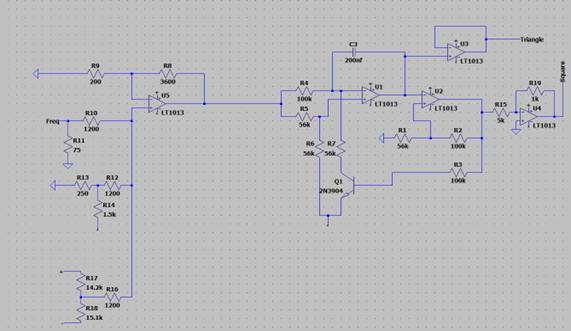 U3
Triangle
LT1013
C3
200nf
Square
R9
200
R8
3600
U5
LT1013
R4
100k
R5
56k
U1
LT1013
U2
LT1013
R19
1k
R15
5k
U4
LT1013
Freq
R10
1200
R11
75
R6
56k
R7
56k
R1
56k
R2
100k
R3
100k
Q1
2N3904
R13
250
R12
1200
R14
1.5k
R17
14.2k
R16
1200
R18
15.1k